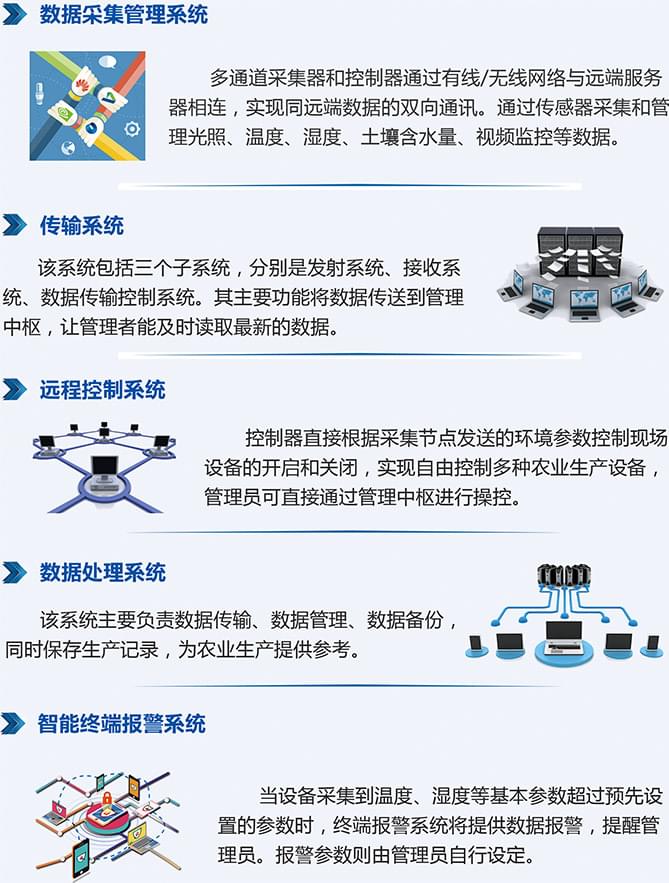 数据采集管理系统
多通道采集器和控制器通过有线/无线网络与远端服务
器相连，实现同远端数据的双向通讯。通过传感器采集和管
理光照、温度、湿度、土壤含水量、视频监控等数据。
传输系统
该系统包括三个子系统，分别是发射系统、接收系
统、数据传输控制系统。其主要功能将数据传送到管理
中枢，让管理者能及时读取最新的数据。
远程控制系统
控制器直接根据采集节点发送的环境参数控制现场
设备的开启和关闭，实现自由控制多种农业生产设备，
管理员可直接通过管理中枢进行操控。
数据处理系统
该系统主要负责数据传输、数据管理、数据备份，
同时保存生产记录，为农业生产提供参考。
智能终端报警系统
当设备采集到温度、湿度等基本参数超过预先设
置的参数时，终端报警系统将提供数据报警，提醒管
理员。报警参数则由管理员自行设定。